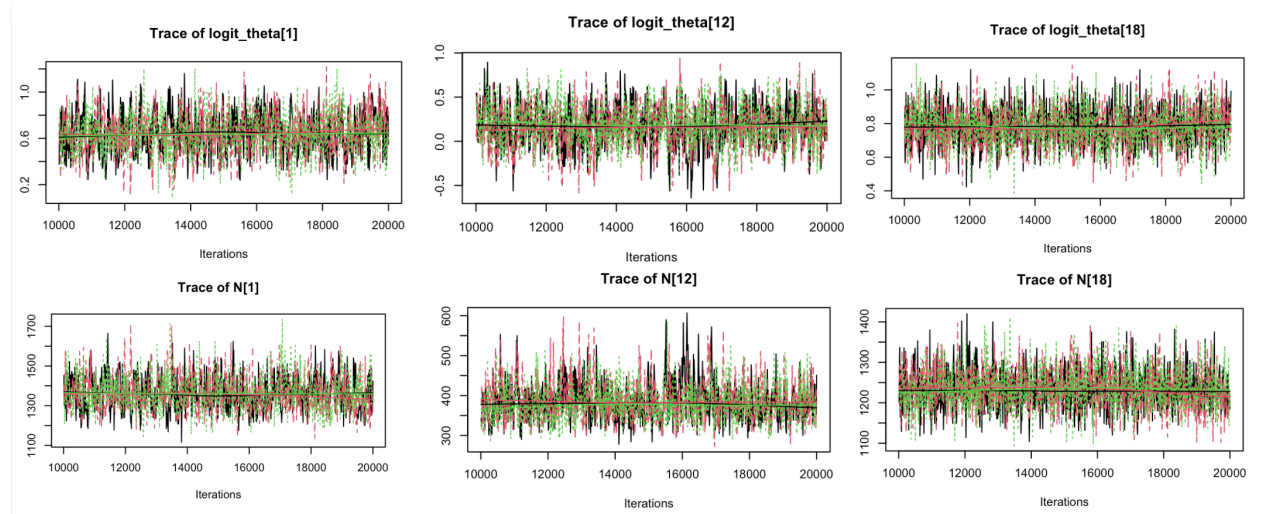 Trace of logit_theta[1]
0.2 0.6 1.0
10000 12000 14000 16000 18000 20000
Iterations
Trace of logit_theta[12]
-0.5 0.0 0.5 1.0
10000 12000 14000 16000 18000 20000
Iterations
Trace of logit_theta[18]
0.4 0.6 0.8 1.0
10000 12000 14000 16000 18000 20000
Iterations
Trace of N[1]
1100 1300 1500 1700
10000 12000 14000 16000 18000 20000
Iterations
Trace of N[12]
300 400 500 600
10000 12000 14000 16000 18000 20000
Iterations
Trace of N[18]
1100 1200 1300 1400
10000 12000 14000 16000 18000 20000
Iterations